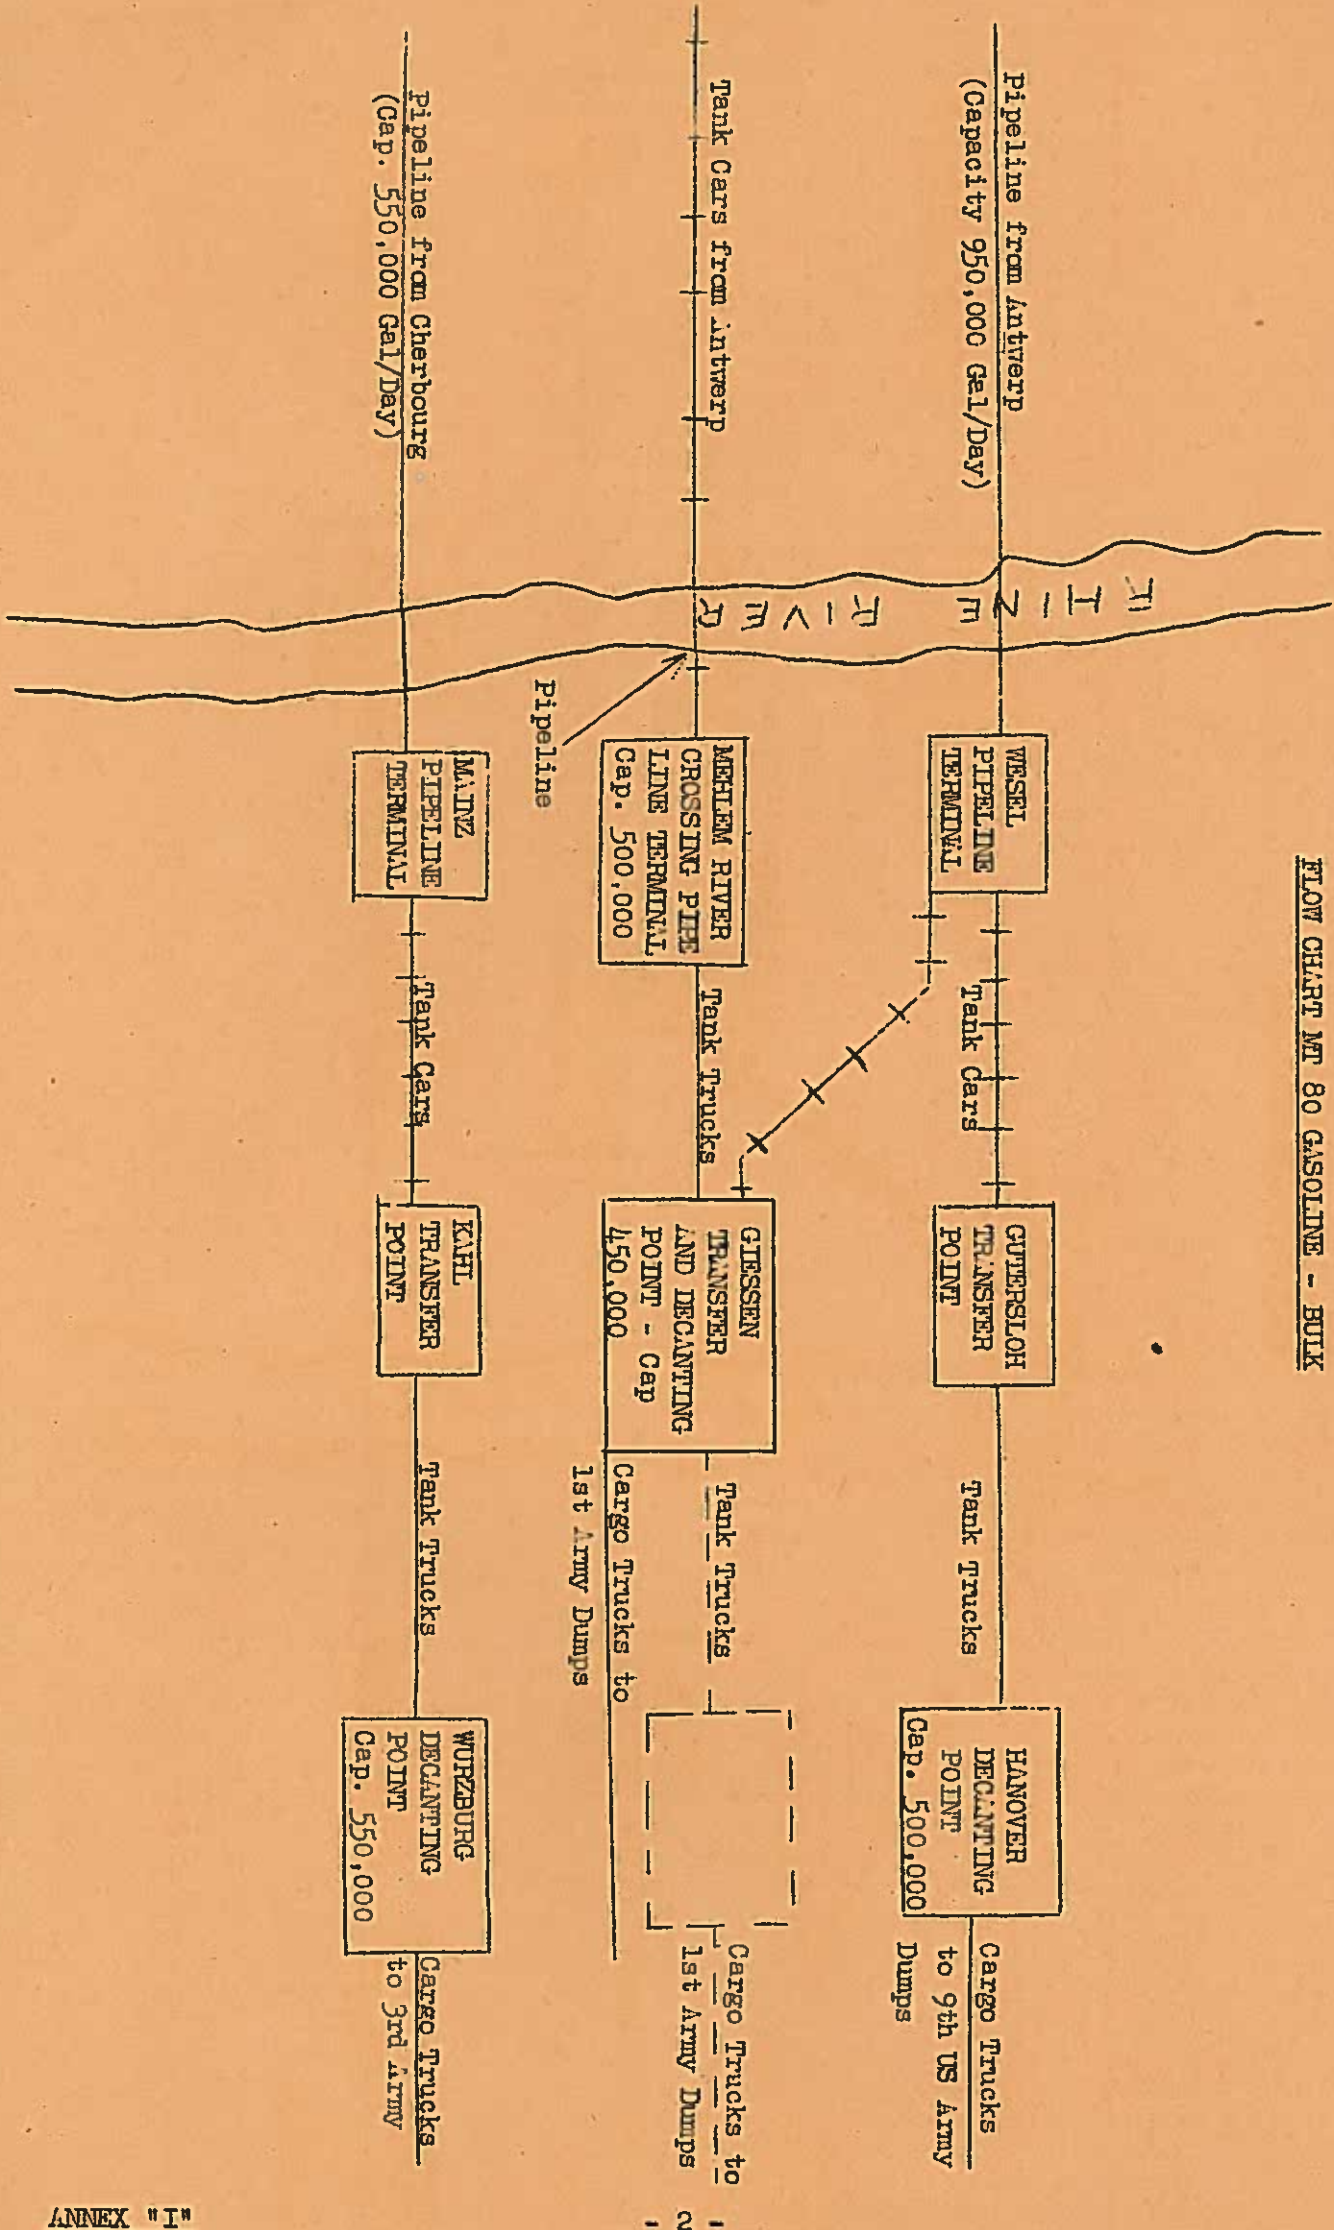 FLOW CHART MT 80 GASOLINE - BULK
Pipeline from Antwerp
(Capacity 950,000 Gal/Day)
RHINE RIVER
WESEL
PIPELINE
TERMINAL
Tank Cars
GUTERSLOH
TRANSFER
POINT
Tank Trucks
HANOVER
DECANTING
POINT
Cap. 500,000
Cargo Trucks
to 9th US Army
Dumps
Tank Cars from Antwerp
Pipeline
MEHLEM RIVER
CROSSING PIPE
LINE TERMINAL
Cap. 500,000
Tank Trucks
GIESSEN
TRANSFER
AND DECANTING
POINT - Cap
450,000
Tank Trucks
Cargo Trucks to
1st Army Dumps
Cargo Trucks to
1st Army Dumps
Pipeline from Cherbourg
(Cap. 550,000 Gal/Day)
MAINZ
PIPELINE
TERMINAL
Tank Cars
KAHL
TRANSFER
POINT
Tank Trucks
WURZBURG
DECANTING
POINT
Cap. 550,000
Cargo Trucks
to 3rd Army
- 2 -
ANNEX "I"